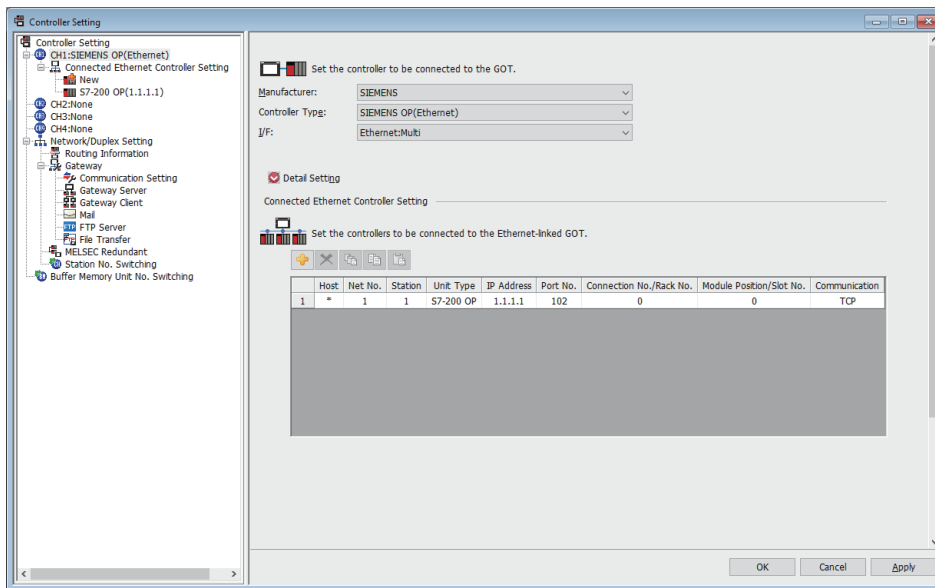 Controller Setting
Controller Setting
CH1:SIEMENS OP(Ethernet)
Connected Ethernet Controller Setting
New
S7-200 OP(1.1.1.1)
CH2:None
CH3:None
CH4:None
Network/Duplex Setting
Routing Information
Gateway
Communication Setting
Gateway Server
Gateway Client
Mail
FTP Server
File Transfer
MELSEC Redundant
Station No. Switching
Buffer Memory Unit No. Switching
Set the controller to be connected to the GOT.
Manufacturer: SIEMENS
Controller Type: SIEMENS OP(Ethernet)
I/F: Ethernet:Multi
Detail Setting
Connected Ethernet Controller Setting
Set the controllers to be connected to the Ethernet-linked GOT.
Host Net No. Station Unit Type IP Address Port No. Connection No./Rack No. Module Position/Slot No. Communication
1 * 1 1 S7-200 OP 1.1.1.1 102 0 0 TCP
OK Cancel Apply